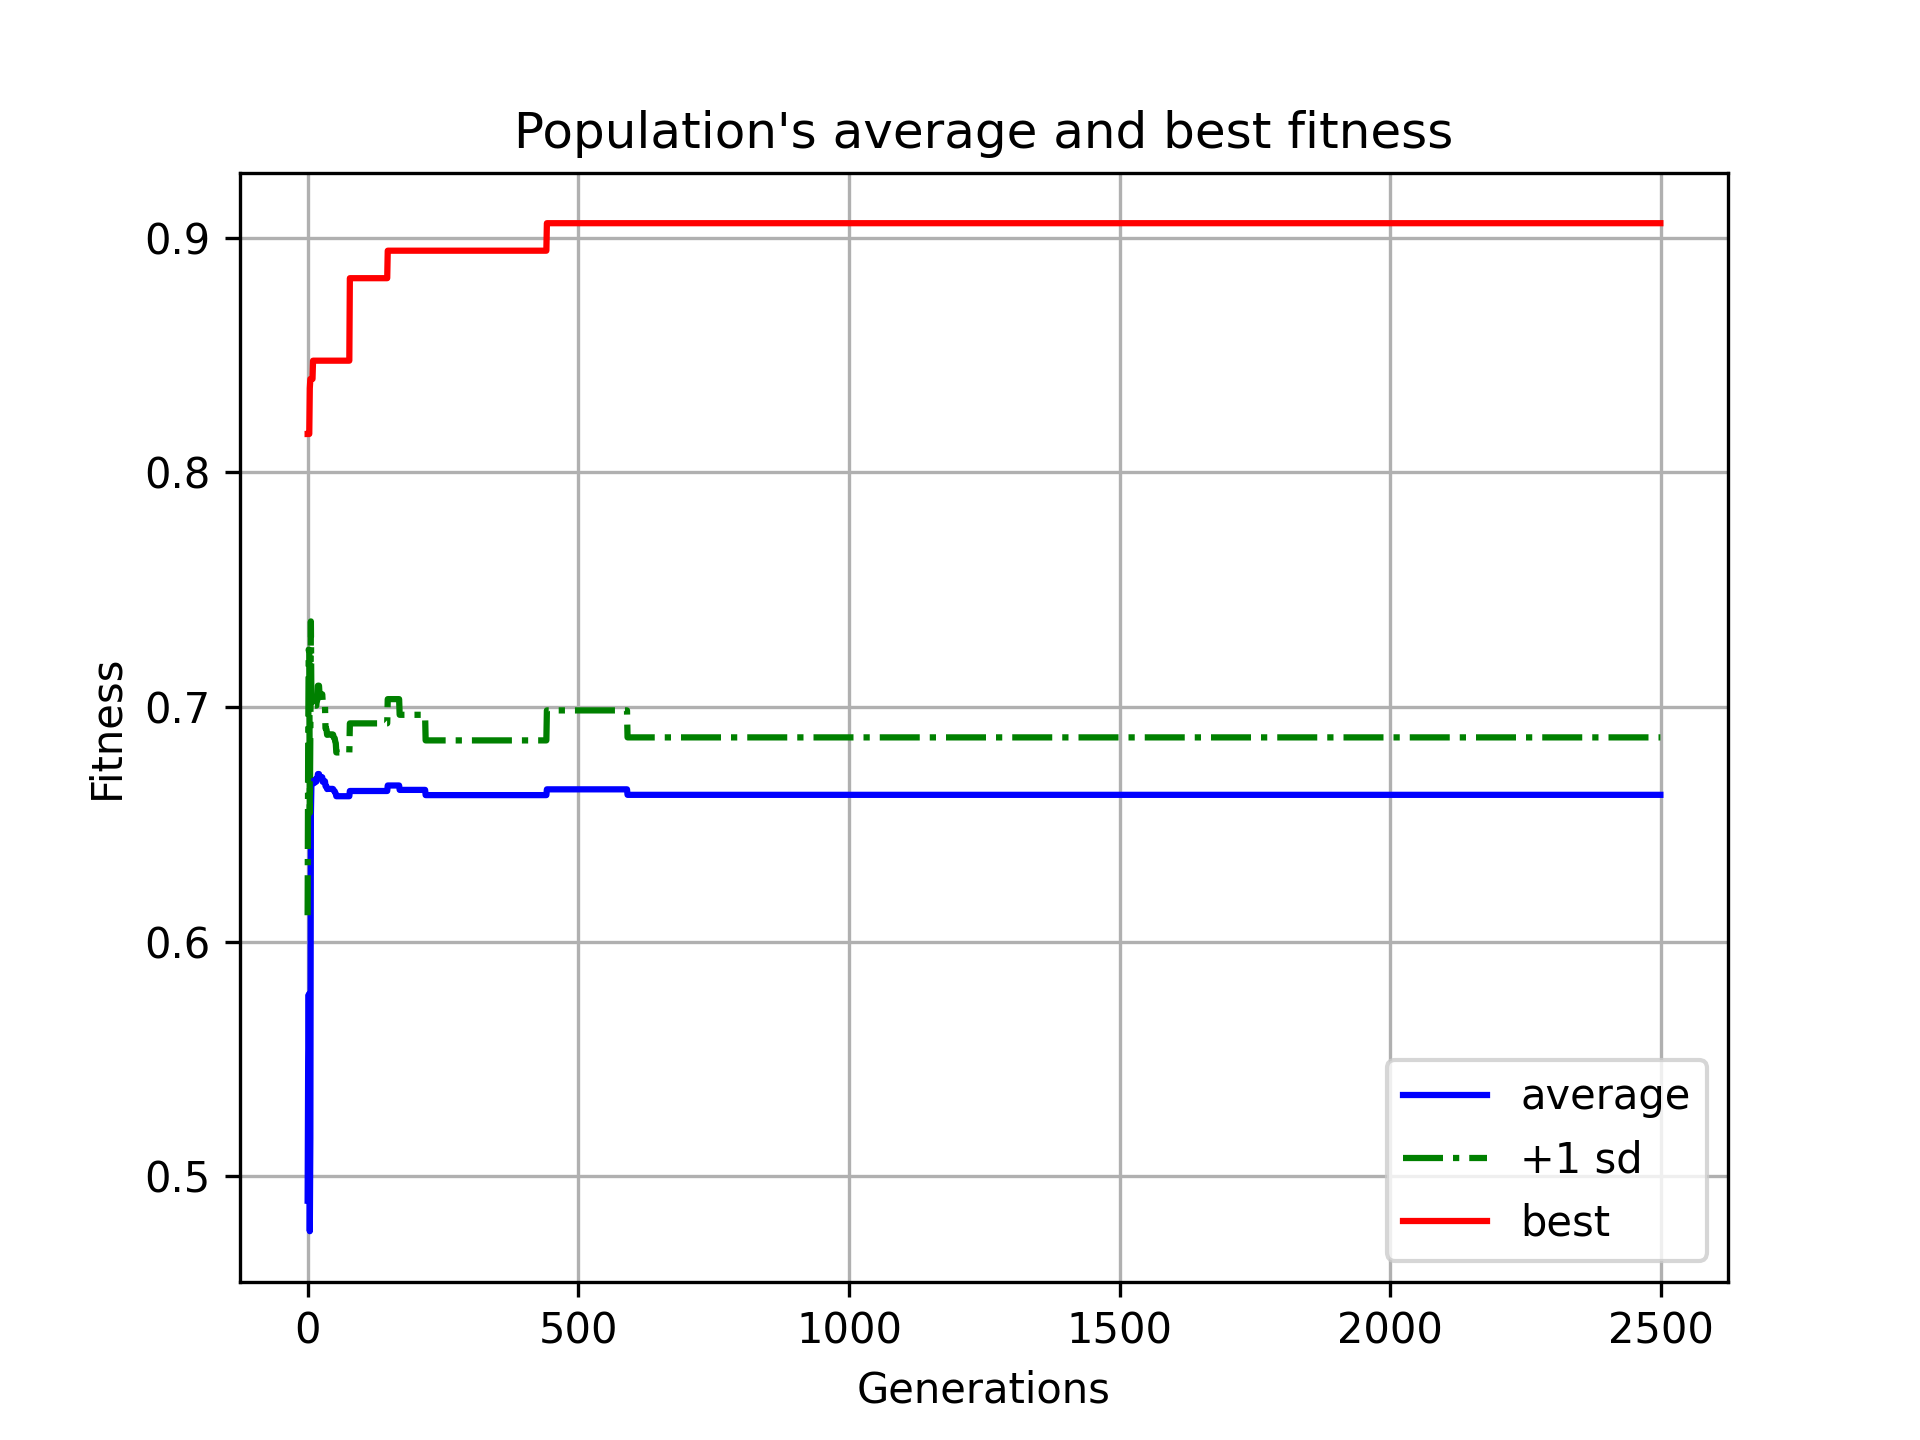 Population's average and best fitness
0.9
0.8
0.7
0.6
0.5
Fitness
average
+1 sd
best
0 500 1000 1500 2000 2500
Generations